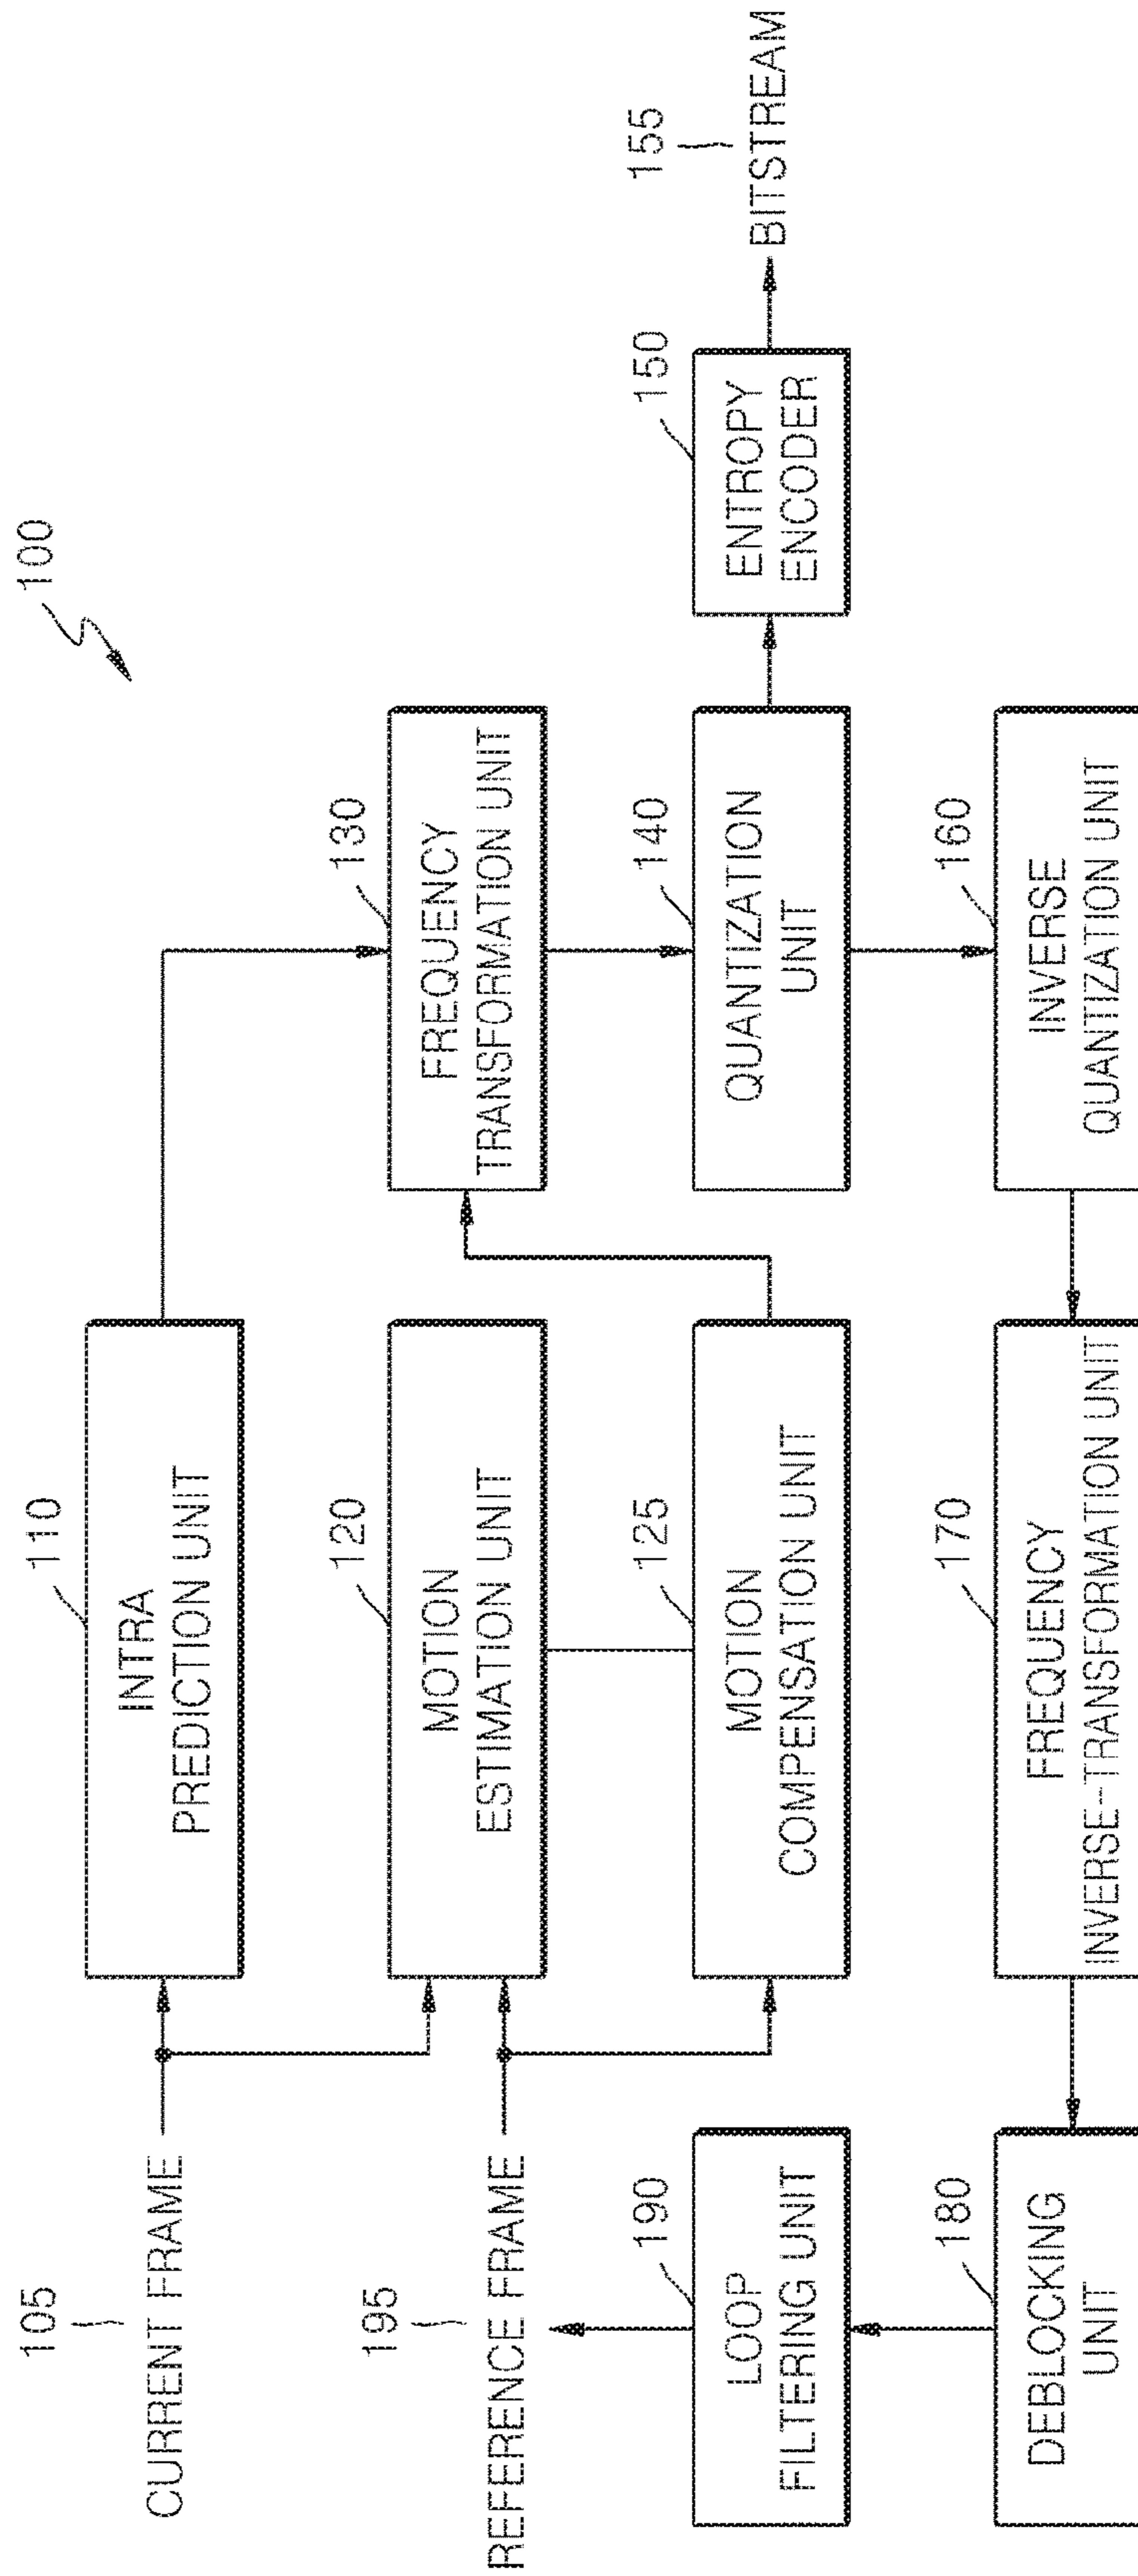 100
105
CURRENT FRAME
110
INTRA
PREDICTION UNIT
195
REFERENCE FRAME
120
MOTION
ESTIMATION UNIT
130
FREQUENCY
TRANSFORMATION UNIT
190
LOOP
FILTERING UNIT
125
MOTION
COMPENSATION UNIT
140
QUANTIZATION
UNIT
150
ENTROPY
ENCODER
155
BITSTREAM
180
DEBLOCKING
UNIT
170
FREQUENCY
INVERSE-TRANSFORMATION UNIT
160
INVERSE
QUANTIZATION UNIT